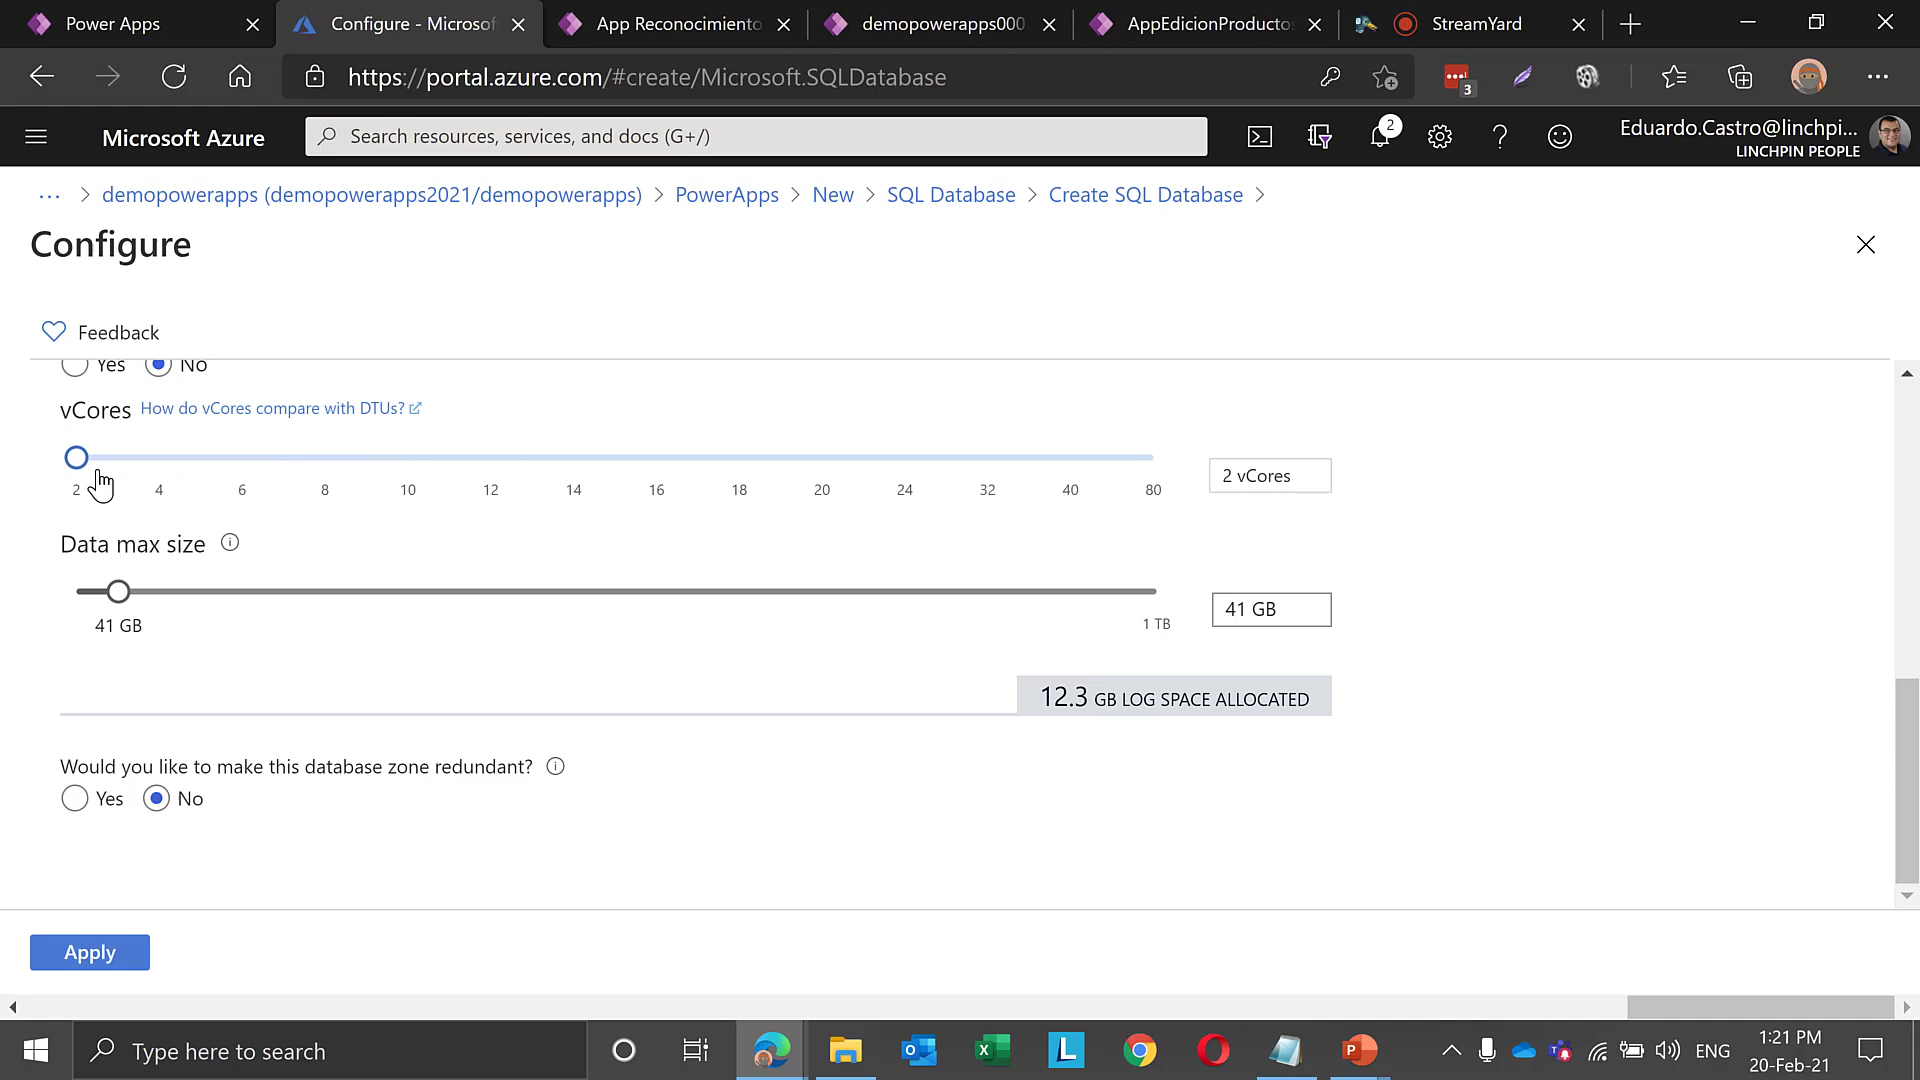 Power Apps
Configure - Microsof
App Reconocimiento
demopowerapps000
AppEdicionProductos
StreamYard
https://portal.azure.com/#create/Microsoft.SQLDatabase
3
Microsoft Azure
Search resources, services, and docs (G+/)
2
Eduardo.Castro@linchpi...
LINCHPIN PEOPLE
... > demopowerapps (demopowerapps2021/demopowerapps) > PowerApps > New > SQL Database > Create SQL Database >
Configure
Feedback
Yes No
vCores How do vCores compare with DTUs?
2 4 6 8 10 12 14 16 18 20 24 32 40 80
2 vCores
Data max size
41 GB
1 TB
41 GB
12.3 GB LOG SPACE ALLOCATED
Would you like to make this database zone redundant?
Yes No
Apply
Type here to search
ENG
1:21 PM
20-Feb-21